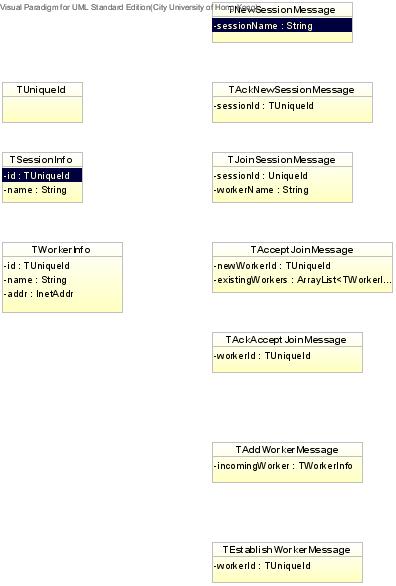 Visual Paradigm for UML Standard Edition(City University of Hong Kong)
TNewSessionMessage
-sessionName : String
TUniqueId
TAckNewSessionMessage
-sessionId : TUniqueId
TSessionInfo
-id : TUniqueId
-name : String
TJoinSessionMessage
-sessionId : UniqueId
-workerName : String
TWorkerInfo
-id : TUniqueId
-name : String
-addr : InetAddr
TAcceptJoinMessage
-newWorkerId : TUniqueId
-existingWorkers : ArrayList<TWorkerI...
TAckAcceptJoinMessage
-workerId : TUniqueId
TAddWorkerMessage
-incomingWorker : TWorkerInfo
TEstablishWorkerMessage
-workerId : TUniqueId